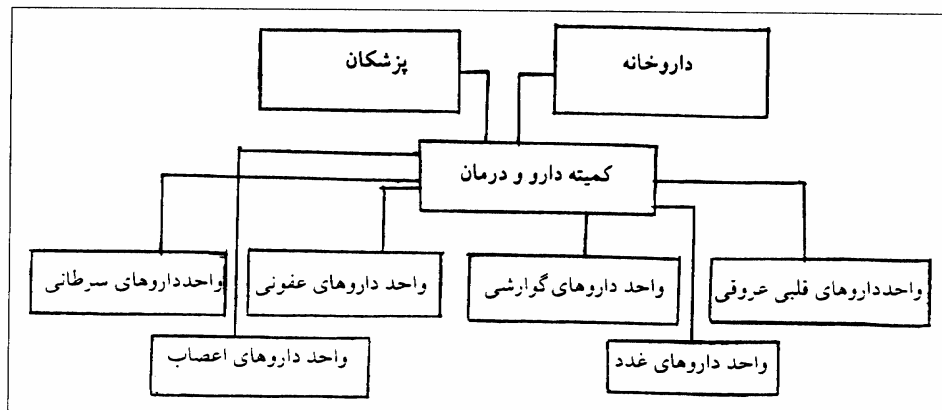 داروخانه
پزشکان
کمیته دارو و درمان
واحدداروهای قلبی عروقی
واحد داروهای گوارشی
واحد داروهای عفونی
واحدداروهای سرطانی
واحد داروهای غدد
واحد داروهای اعصاب